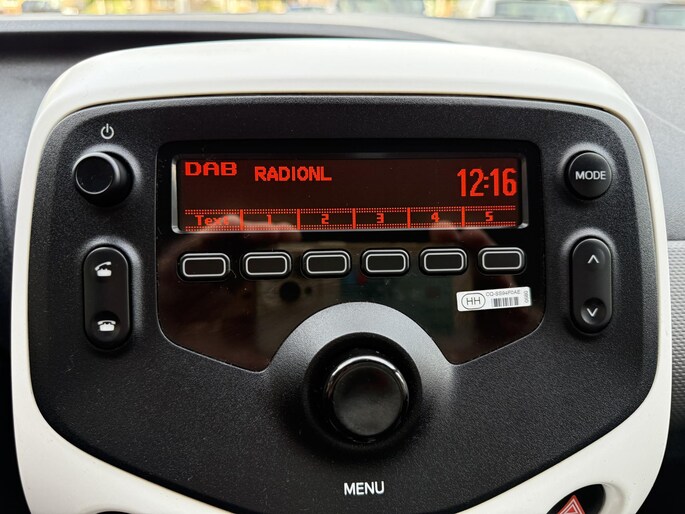 DAB RADIONL 12:16
Text 1 2 3 4 5
MODE
HH
MENU